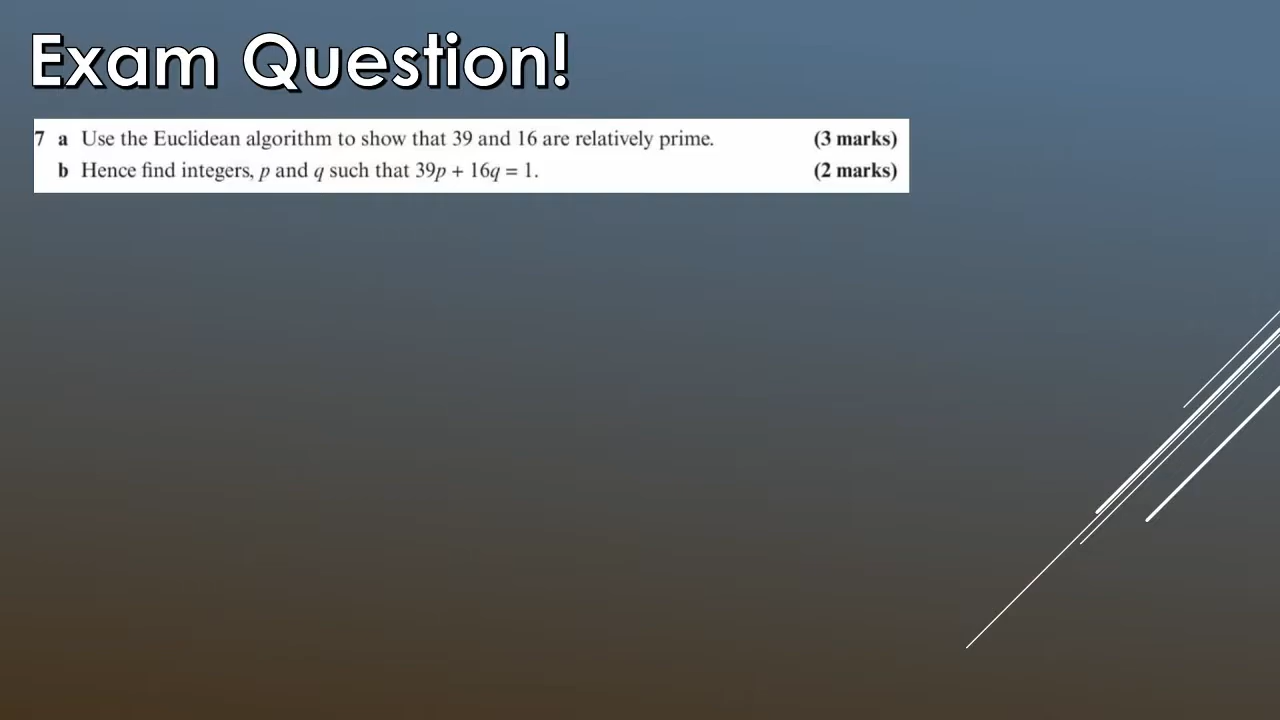 Exam Question!
7 a Use the Euclidean algorithm to show that 39 and 16 are relatively prime. (3 marks)
b Hence find integers, p and q such that 39p + 16q = 1. (2 marks)